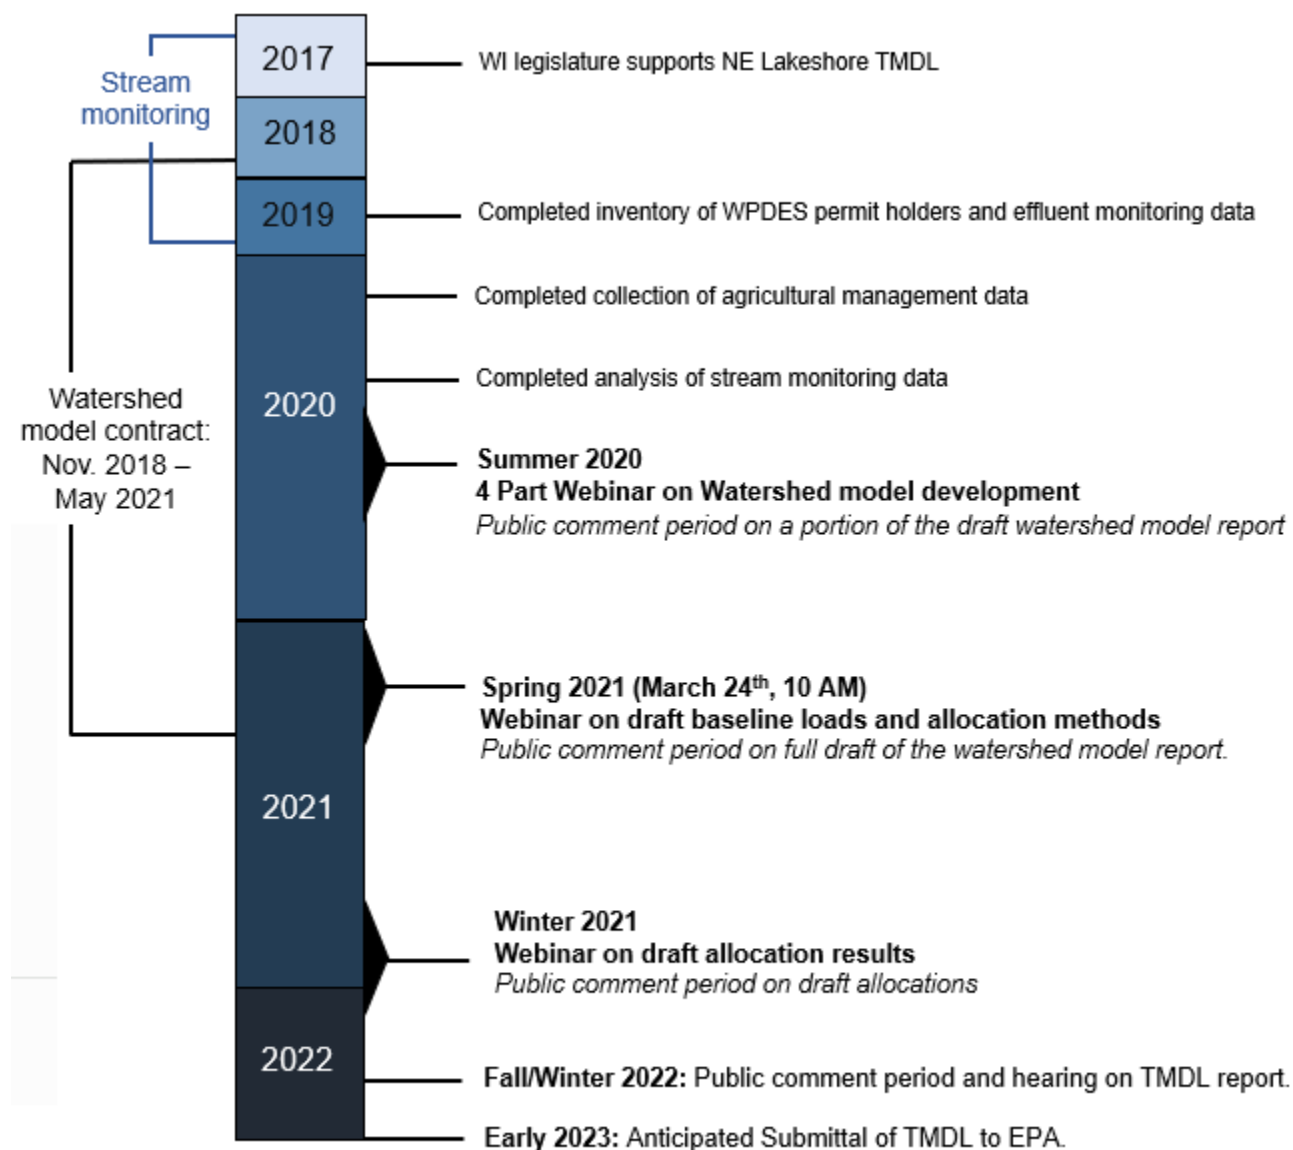 2017
WI legislature supports NE Lakeshore TMDL
Stream
monitoring
2018
2019
Completed inventory of WPDES permit holders and effluent monitoring data
Completed collection of agricultural management data
Completed analysis of stream monitoring data
Watershed
model contract:
Nov. 2018 –
May 2021
2020
Summer 2020
4 Part Webinar on Watershed model development
Public comment period on a portion of the draft watershed model report
Spring 2021 (March 24th, 10 AM)
Webinar on draft baseline loads and allocation methods
Public comment period on full draft of the watershed model report.
2021
Winter 2021
Webinar on draft allocation results
Public comment period on draft allocations
2022
Fall/Winter 2022: Public comment period and hearing on TMDL report.
Early 2023: Anticipated Submittal of TMDL to EPA.